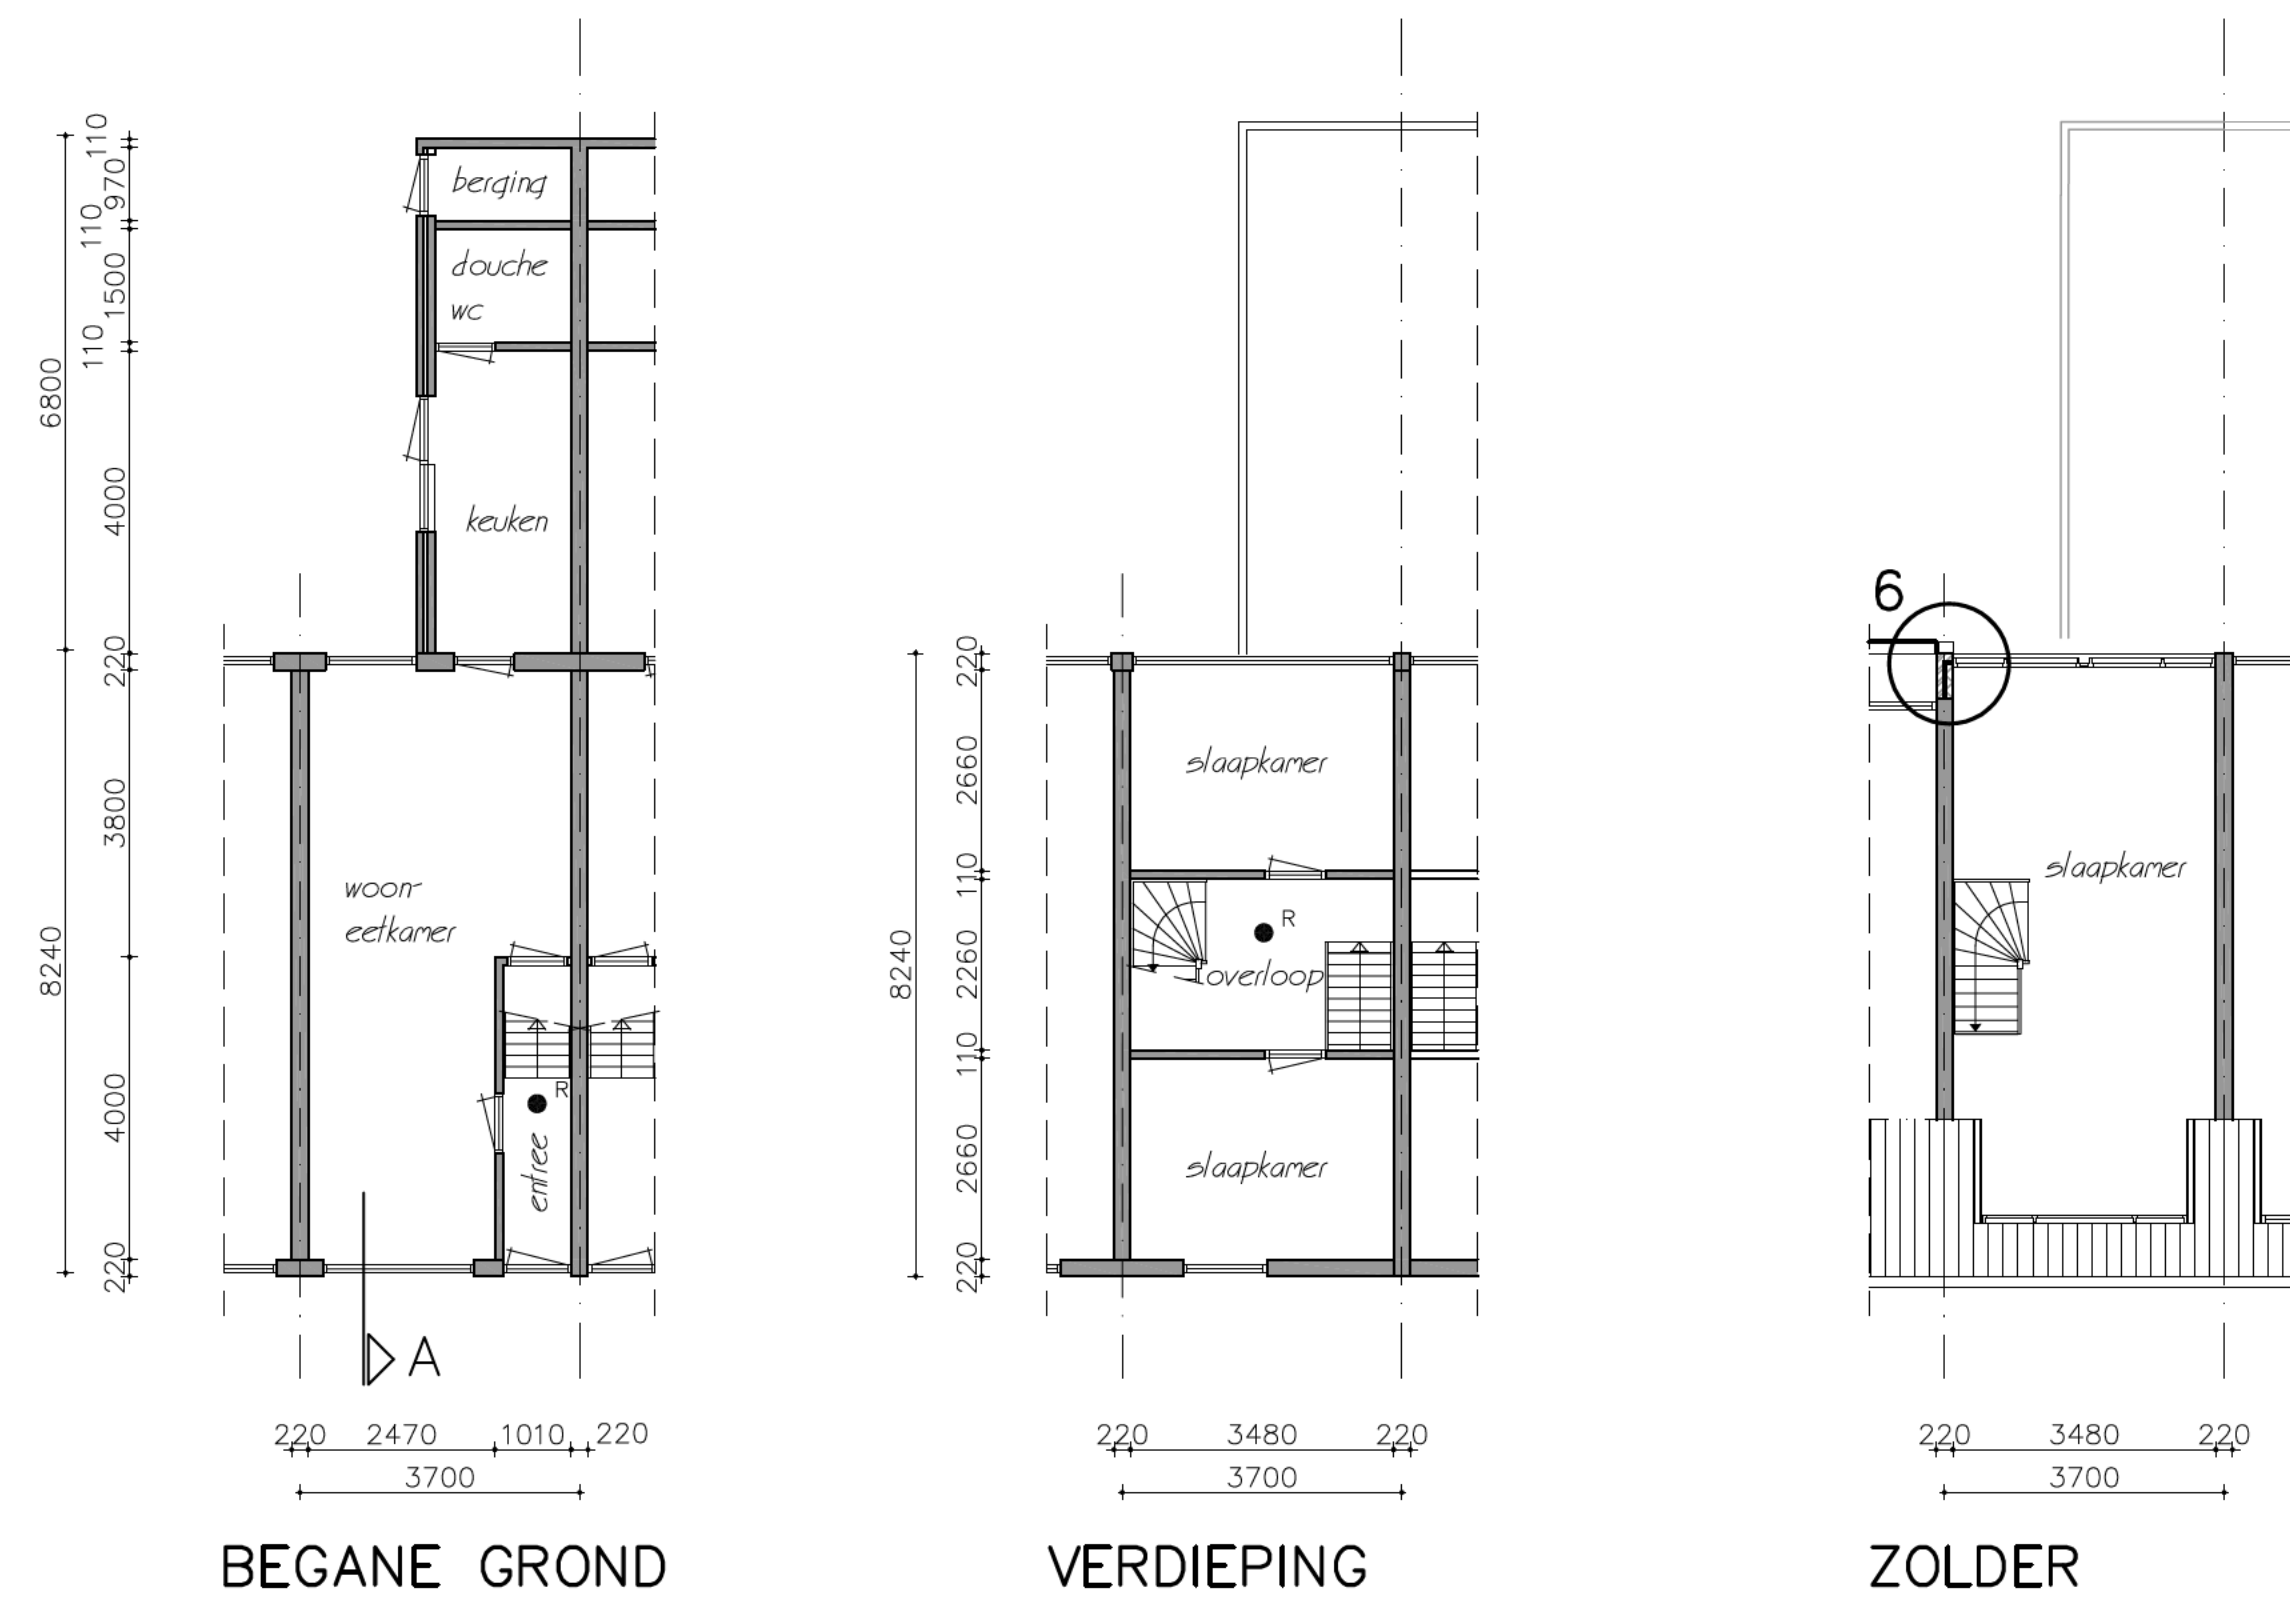 110
970
110
1500
110
6800
4000
220
3800
8240
4000
220
berging
douche
wc
keuken
woon-
eetkamer
R
entree
A
220 2470 1010 220
3700
BEGANE GROND
220
2660
110
8240
2260
110
2660
220
slaapkamer
R
overloop
slaapkamer
220 3480 220
3700
VERDIEPING
6
slaapkamer
220 3480 220
3700
ZOLDER